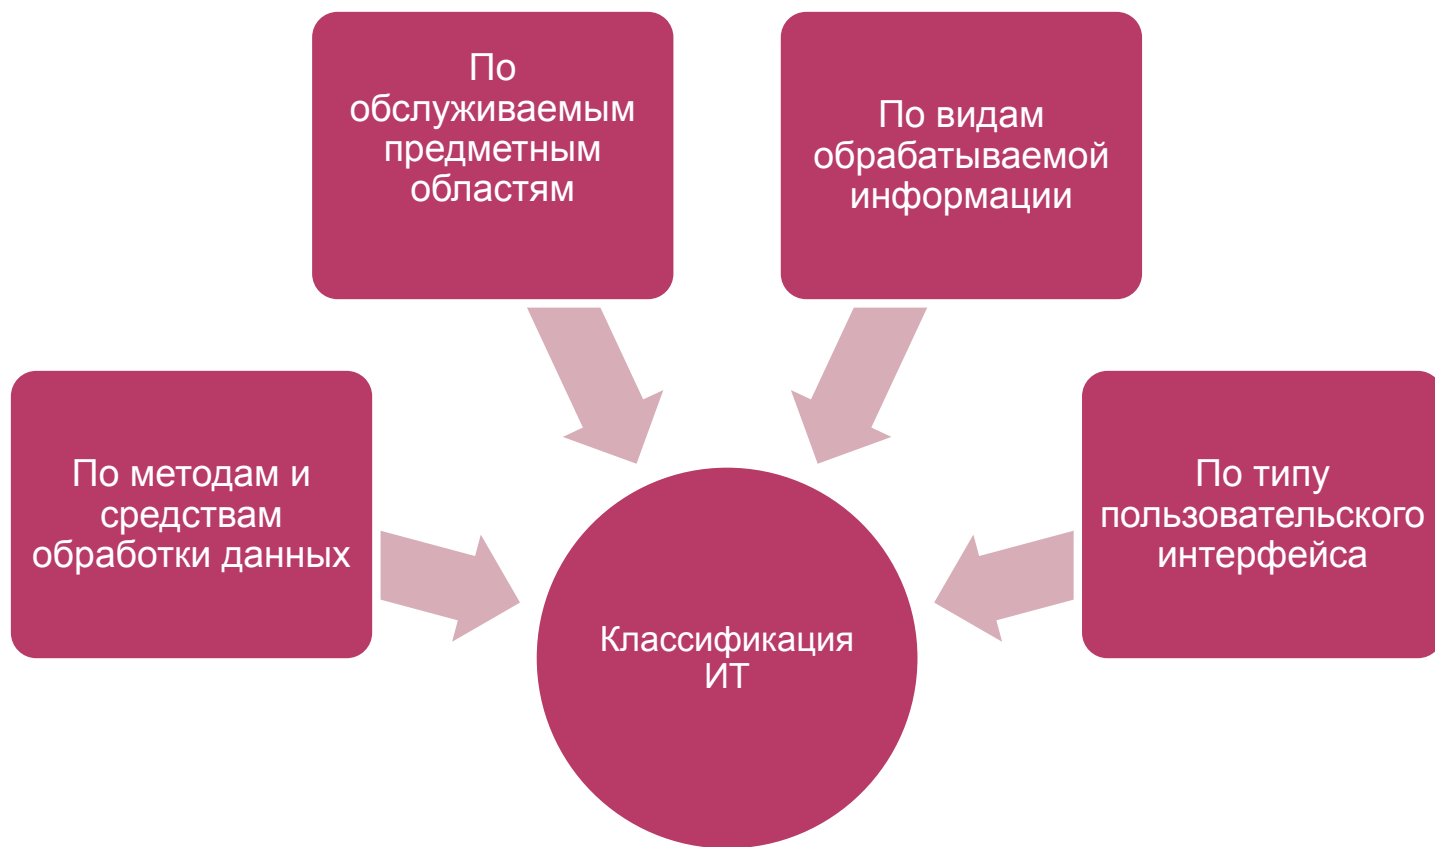 По
обслуживаемым
предметным
областям
По видам
обрабатываемой
информации
По методам и
средствам
обработки данных
По типу
пользовательского
интерфейса
Классификация
ИТ